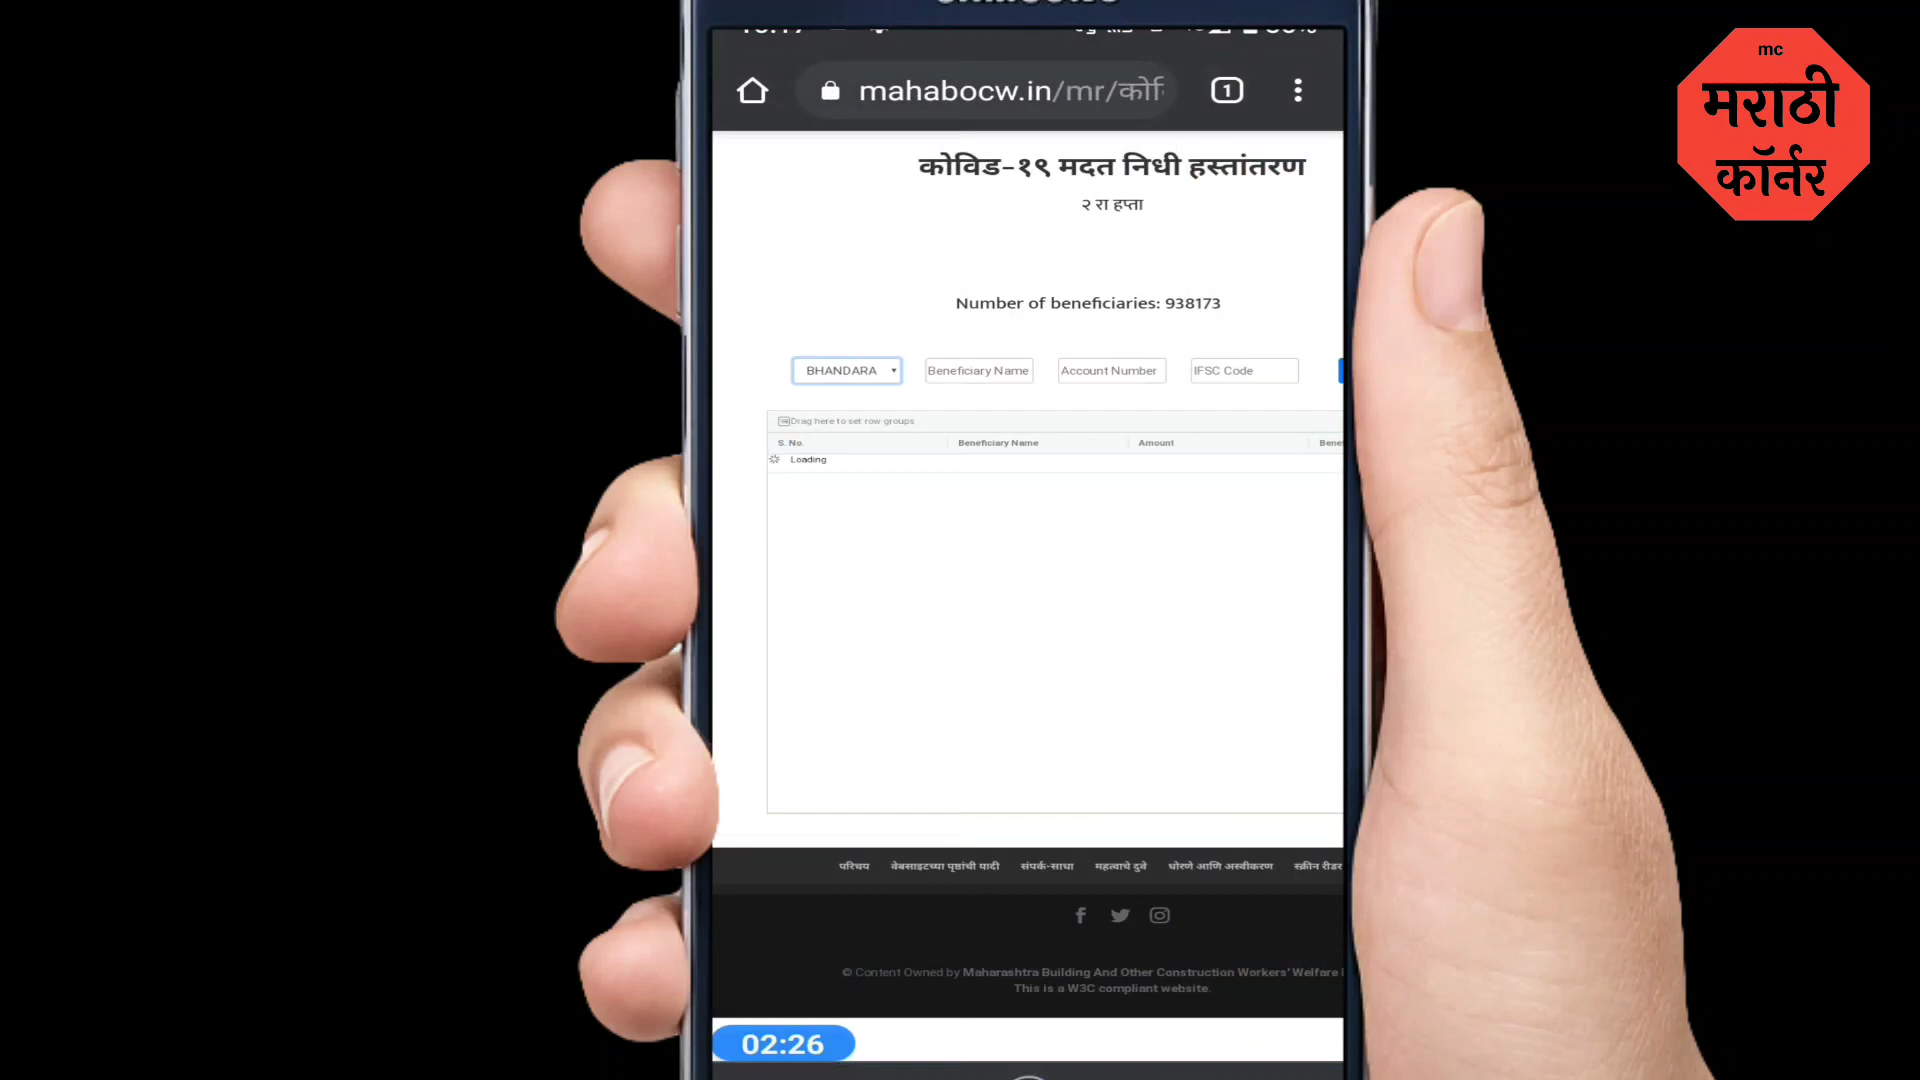 mc
मराठी
कॉर्नर
mahabocw.in/mr/कोवि
1
कोविड-१९ मदत निधी हस्तांतरण
२ रा हप्ता
Number of beneficiaries: 938173
BHANDARA
Beneficiary Name
Account Number
IFSC Code
Drag here to set row groups
S. No. Beneficiary Name Amount
Loading
परिचय वेबसाइटच्या पृष्ठांची यादी संपर्क-साधा महत्वाचे दुवे धोरणे आणि अस्वीकरण स्क्रीन रीडर
© Content Owned by Maharashtra Building And Other Construction Workers' Welfare
This is a W3C compliant website.
02:26